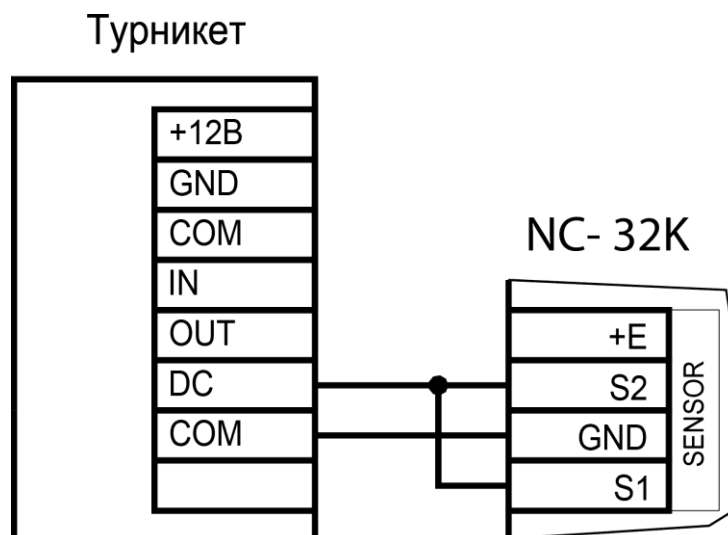 Турникет
+12В
GND
COM
IN
OUT
DC
COM
NC- 32K
+E
S2
GND
S1
SENSOR